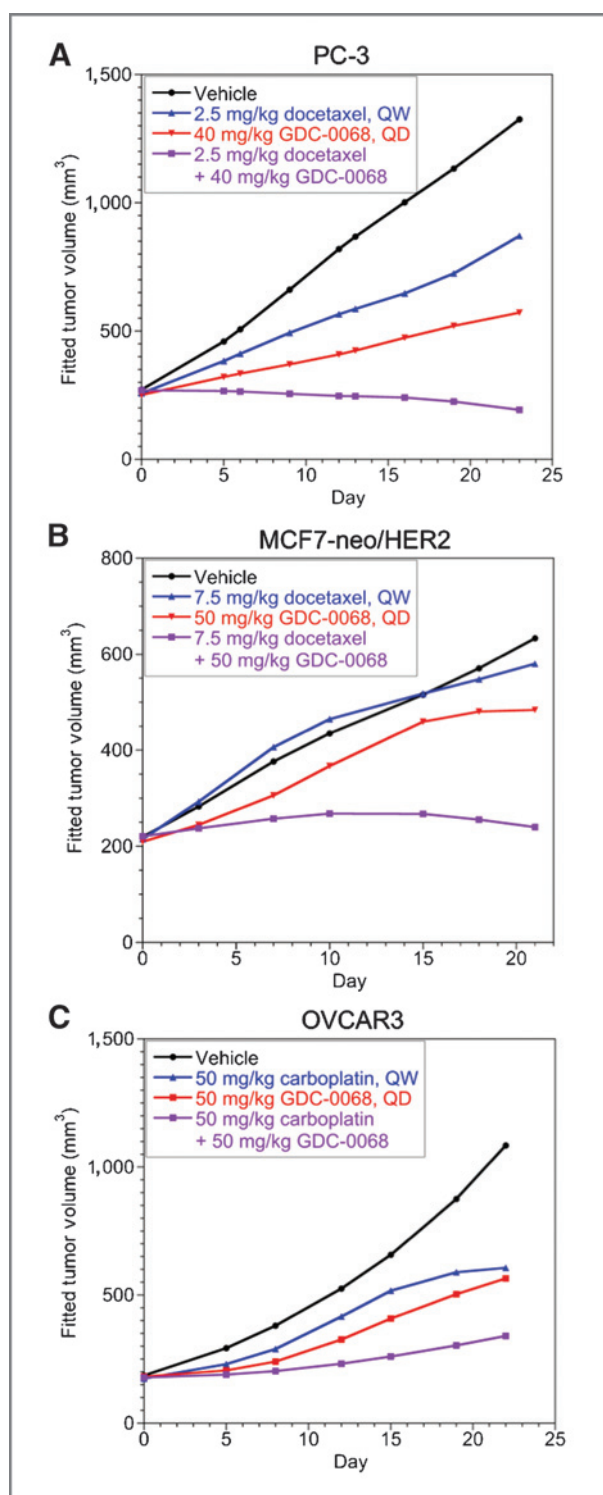 A
PC-3
1,500
1,000
500
0
Fitted tumor volume (mm³)
Vehicle
2.5 mg/kg docetaxel, QW
40 mg/kg GDC-0068, QD
2.5 mg/kg docetaxel
+ 40 mg/kg GDC-0068
0 5 10 15 20 25
Day
B
MCF7-neo/HER2
800
600
400
200
0
Fitted tumor volume (mm³)
Vehicle
7.5 mg/kg docetaxel, QW
50 mg/kg GDC-0068, QD
7.5 mg/kg docetaxel
+ 50 mg/kg GDC-0068
0 5 10 15 20
Day
C
OVCAR3
1,500
1,000
500
0
Fitted tumor volume (mm³)
Vehicle
50 mg/kg carboplatin, QW
50 mg/kg GDC-0068, QD
50 mg/kg carboplatin
+ 50 mg/kg GDC-0068
0 5 10 15 20 25
Day